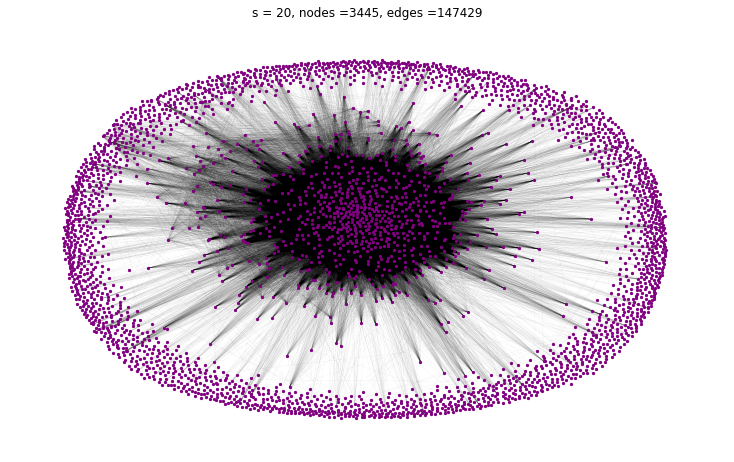 s = 20, nodes =3445, edges =147429